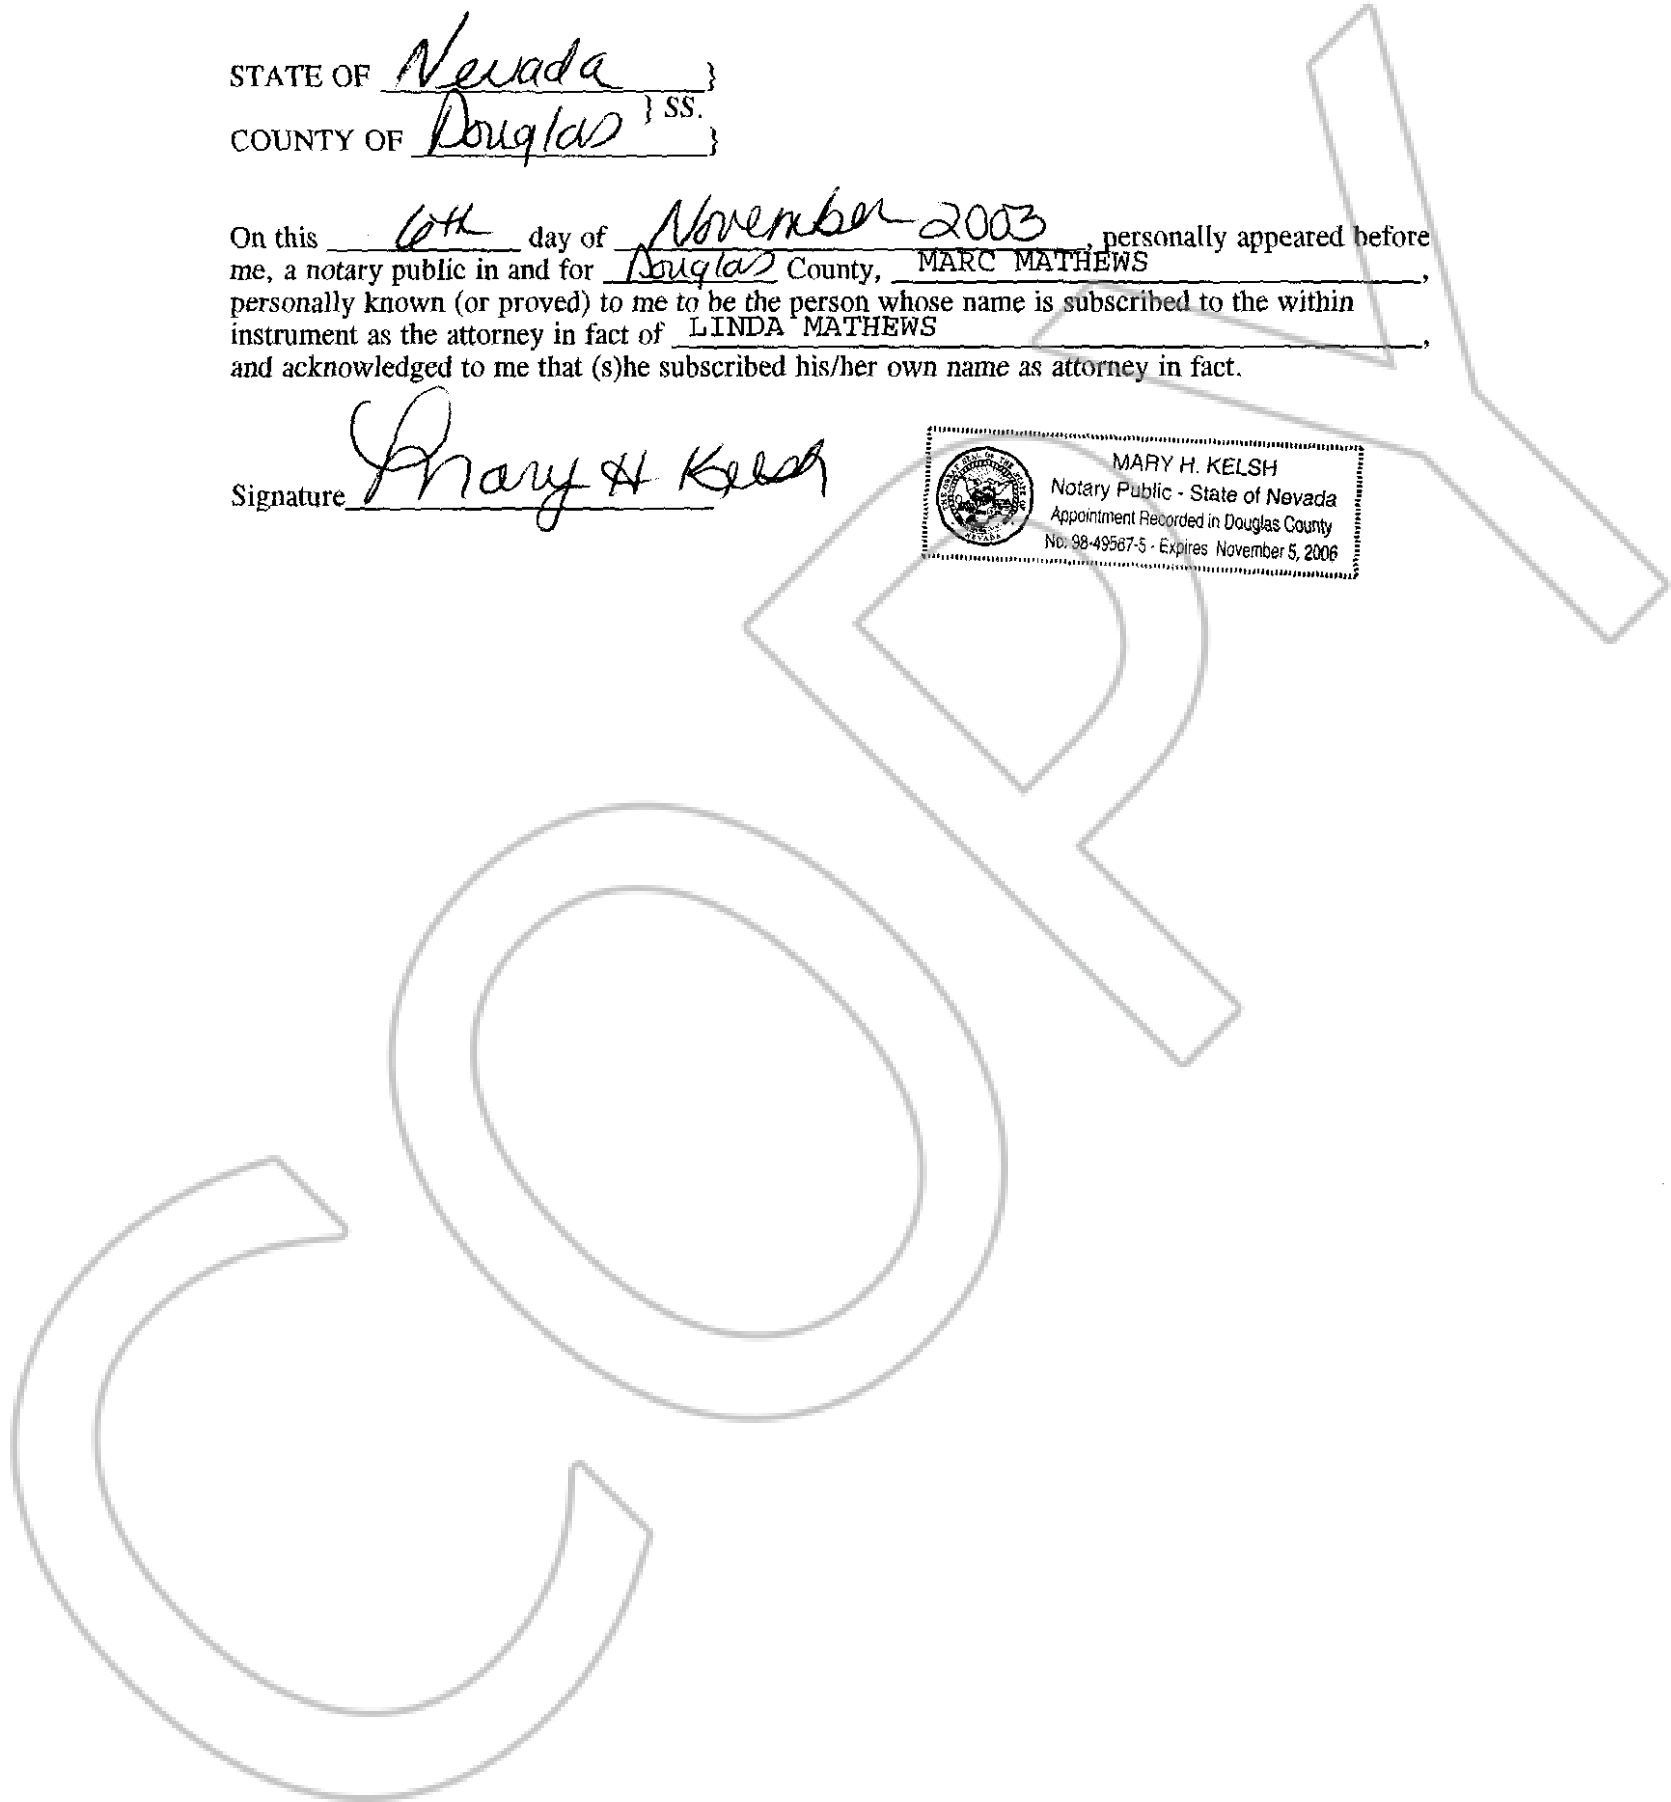 STATE OF Nevada }
} SS.
COUNTY OF Douglas }
On this 6th day of November 2003, personally appeared before
me, a notary public in and for Douglas County, MARC MATHEWS,
personally known (or proved) to me to be the person whose name is subscribed to the within
instrument as the attorney in fact of LINDA MATHEWS,
and acknowledged to me that (s)he subscribed his/her own name as attorney in fact.
Signature Mary H Kelsh
MARY H. KELSH
Notary Public - State of Nevada
Appointment Recorded in Douglas County
No: 98-49567-5 - Expires November 5, 2006
COPY